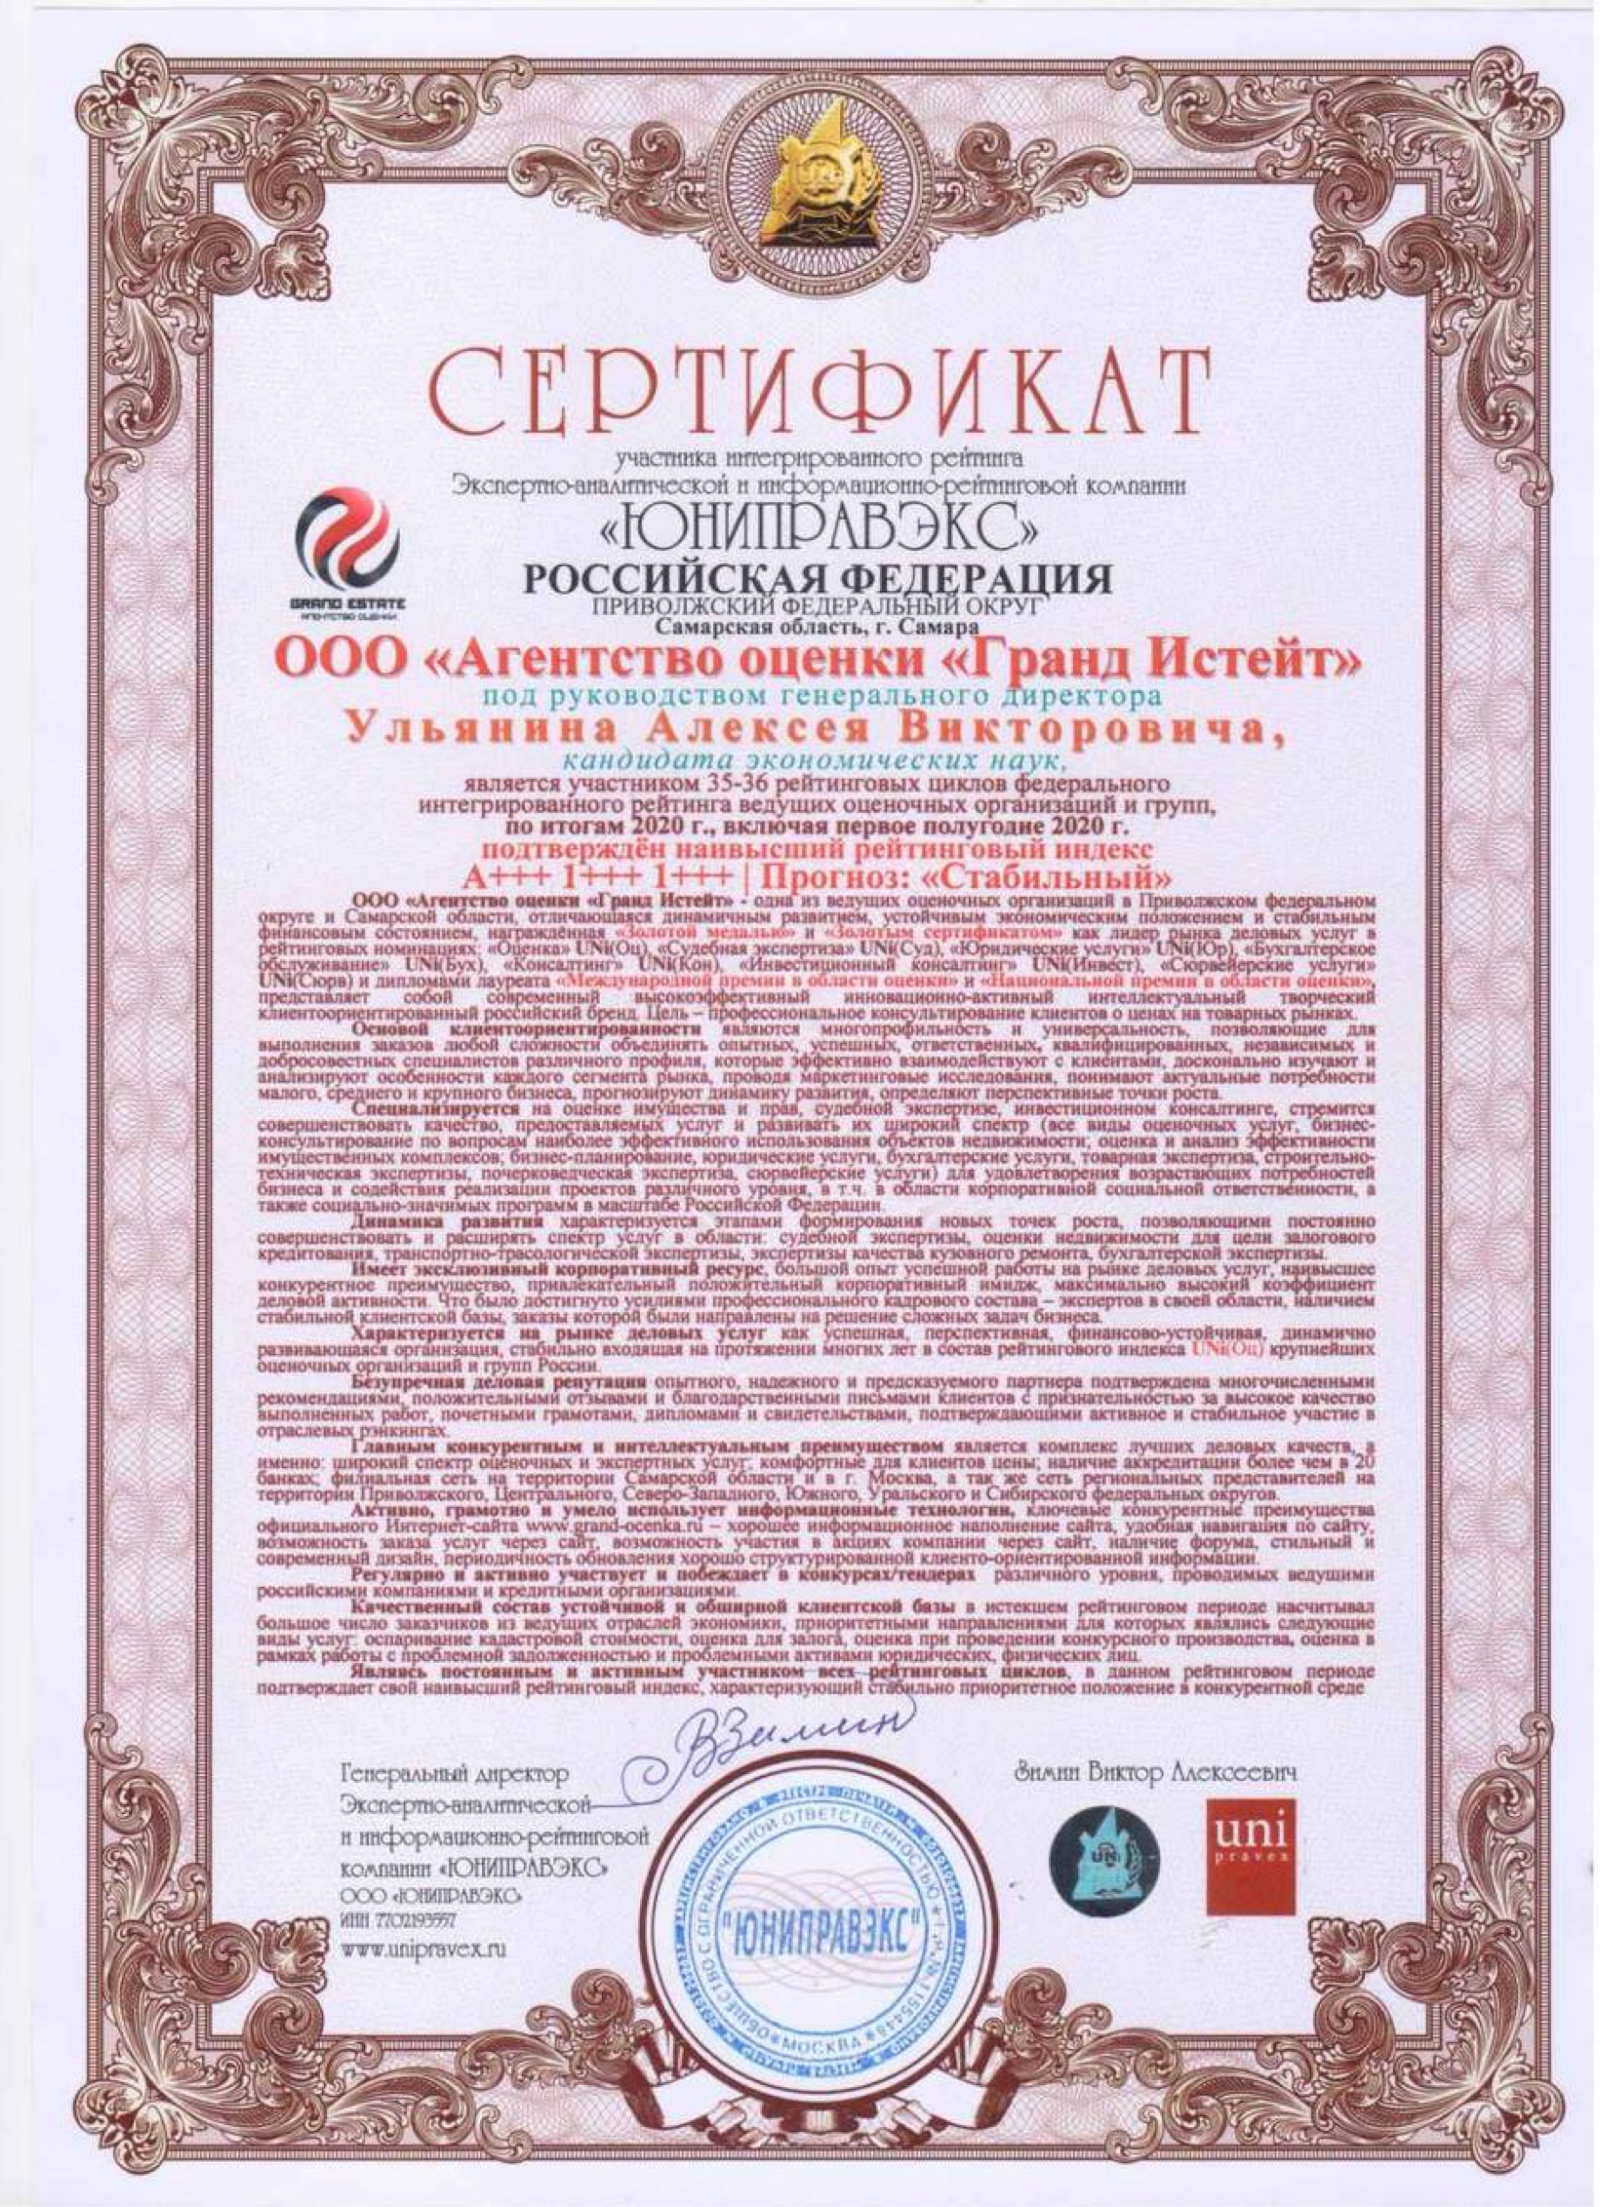 СЕРТИФИКАТ
участника интегрированного рейтинга
Экспертно-аналитической и информационно-рейтинговой компании
«ЮНИПРАВЭКС»
GRAND ESTATE
АГЕНТСТВО ОЦЕНКИ
РОССИЙСКАЯ ФЕДЕРАЦИЯ
ПРИВОЛЖСКИЙ ФЕДЕРАЛЬНЫЙ ОКРУГ
Самарская область, г. Самара
ООО «Агентство оценки «Гранд Истейт»
под руководством генерального директора
Ульянина Алексея Викторовича,
кандидата экономических наук,
является участником 35-36 рейтинговых циклов федерального
интегрированного рейтинга ведущих оценочных организаций и групп,
по итогам 2020 г., включая первое полугодие 2020 г.
подтверждён наивысший рейтинговый индекс
А+++ 1+++ 1+++ | Прогноз: «Стабильный»
ООО «Агентство оценки «Гранд Истейт» - одна из ведущих оценочных организаций в Приволжском федеральном
округе и Самарской области, отличающаяся динамичным развитием, устойчивым экономическим положением и стабильным
финансовым состоянием, награждённая «Золотой медалью» и «Золотым сертификатом» как лидер рынка деловых услуг в
рейтинговых номинациях: «Оценка» UNi(Оц), «Судебная экспертиза» UNi(Суд), «Юридические услуги» UNi(Юр), «Бухгалтерское
обслуживание» UNi(Бух), «Консалтинг» UNi(Кон), «Инвестиционный консалтинг» UNi(Инвест), «Сюрвейерские услуги»
UNi(Сюрв) и дипломами лауреата «Международной премии в области оценки» и «Национальной премии в области оценки»,
представляет собой современный высокоэффективный инновационно-активный интеллектуальный творческий
клиентоориентированный российский бренд. Цель – профессиональное консультирование клиентов о ценах на товарных рынках.
Основой клиентоориентированности являются многопрофильность и универсальность, позволяющие для
выполнения заказов любой сложности объединять опытных, успешных, ответственных, квалифицированных, независимых и
добросовестных специалистов различного профиля, которые эффективно взаимодействуют с клиентами, досконально изучают и
анализируют особенности каждого сегмента рынка, проводя маркетинговые исследования, понимают актуальные потребности
малого, среднего и крупного бизнеса, прогнозируют динамику развития, определяют перспективные точки роста.
Специализируется на оценке имущества и прав, судебной экспертизе, инвестиционном консалтинге, стремится
совершенствовать качество, предоставляемых услуг и развивать их широкий спектр (все виды оценочных услуг, бизнес-
консультирование по вопросам наиболее эффективного использования объектов недвижимости; оценка и анализ эффективности
имущественных комплексов; бизнес-планирование, юридические услуги, бухгалтерские услуги, товарная экспертиза, строительно-
техническая экспертизы, почерковедческая экспертиза, сюрвейерские услуги) для удовлетворения возрастающих потребностей
бизнеса и содействия реализации проектов различного уровня, в т.ч. в области корпоративной социальной ответственности, а
также социально-значимых программ в масштабе Российской Федерации.
Динамика развития характеризуется этапами формирования новых точек роста, позволяющими постоянно
совершенствовать и расширять спектр услуг в области: судебной экспертизы, оценки недвижимости для цели залогового
кредитования, транспортно-трасологической экспертизы, экспертизы качества кузовного ремонта, бухгалтерской экспертизы.
Имеет эксклюзивный корпоративный ресурс, большой опыт успешной работы на рынке деловых услуг, наивысшее
конкурентное преимущество, привлекательный положительный корпоративный имидж, максимально высокий коэффициент
деловой активности. Что было достигнуто усилиями профессионального кадрового состава – экспертов в своей области, наличием
стабильной клиентской базы, заказы которой были направлены на решение сложных задач бизнеса.
Характеризуется на рынке деловых услуг как успешная, перспективная, финансово-устойчивая, динамично
развивающаяся организация, стабильно входящая на протяжении многих лет в состав рейтингового индекса UNi(Оц) крупнейших
оценочных организаций и групп России.
Безупречная деловая репутация опытного, надежного и предсказуемого партнера подтверждена многочисленными
рекомендациями, положительными отзывами и благодарственными письмами клиентов с признательностью за высокое качество
выполненных работ, почетными грамотами, дипломами и свидетельствами, подтверждающими активное и стабильное участие в
отраслевых рэнкингах.
Главным конкурентным и интеллектуальным преимуществом является комплекс лучших деловых качеств, а
именно: широкий спектр оценочных и экспертных услуг; комфортные для клиентов цены; наличие аккредитации более чем в 20
банках; филиальная сеть на территории Самарской области и в г. Москва, а так же сеть региональных представителей на
территории Приволжского, Центрального, Северо-Западного, Южного, Уральского и Сибирского федеральных округов.
Активно, грамотно и умело использует информационные технологии, ключевые конкурентные преимущества
официального Интернет-сайта www.grand-ocenka.ru – хорошее информационное наполнение сайта, удобная навигация по сайту,
возможность заказа услуг через сайт, возможность участия в акциях компании через сайт, наличие форума, стильный и
современный дизайн, периодичность обновления хорошо структурированной клиенто-ориентированной информации.
Регулярно и активно участвует и побеждает в конкурсах/тендерах различного уровня, проводимых ведущими
российскими компаниями и кредитными организациями.
Качественный состав устойчивой и обширной клиентской базы в истекшем рейтинговом периоде насчитывал
большое число заказчиков из ведущих отраслей экономики, приоритетными направлениями для которых являлись следующие
виды услуг: оспаривание кадастровой стоимости, оценка для залога, оценка при проведении конкурсного производства, оценка в
рамках работы с проблемной задолженностью и проблемными активами юридических, физических лиц.
Являясь постоянным и активным участником всех рейтинговых циклов, в данном рейтинговом периоде
подтверждает свой наивысший рейтинговый индекс, характеризующий стабильно приоритетное положение в конкурентной среде
ВЗимин
Генеральный директор
Экспертно-аналитической
и информационно-рейтинговой
компании «ЮНИПРАВЭКС»
ООО «ЮНИПРАВЭКС»
ИНН 7702193557
www.unipravex.ru
Зимин Виктор Алексеевич
UNi
uni
pravex
ОБЩЕСТВО С ОГРАНИЧЕННОЙ ОТВЕТСТВЕННОСТЬЮ
"ЮНИПРАВЭКС"
МОСКВА